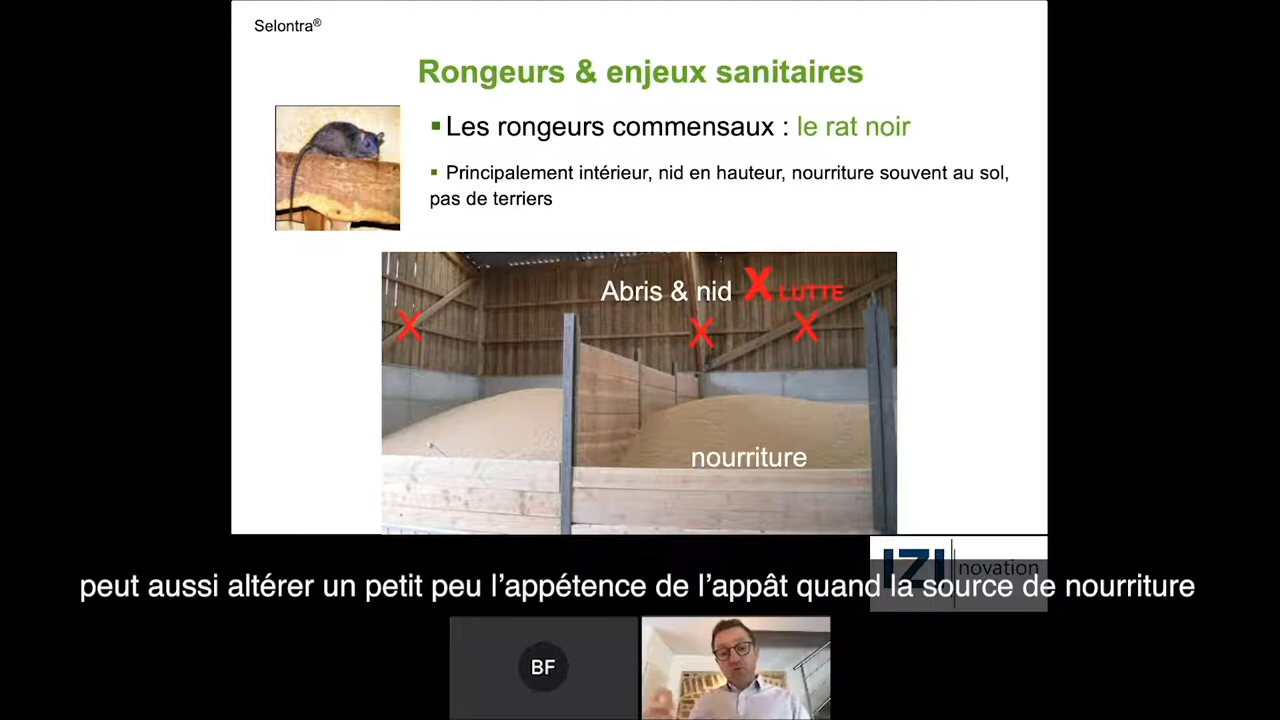 Selontra®
Rongeurs & enjeux sanitaires
▪Les rongeurs commensaux : le rat noir
▪ Principalement intérieur, nid en hauteur, nourriture souvent au sol,
pas de terriers
Abris & nid X LUTTE
X X X
nourriture
IZI novation
peut aussi altérer un petit peu l’appétence de l’appât quand la source de nourriture
BF